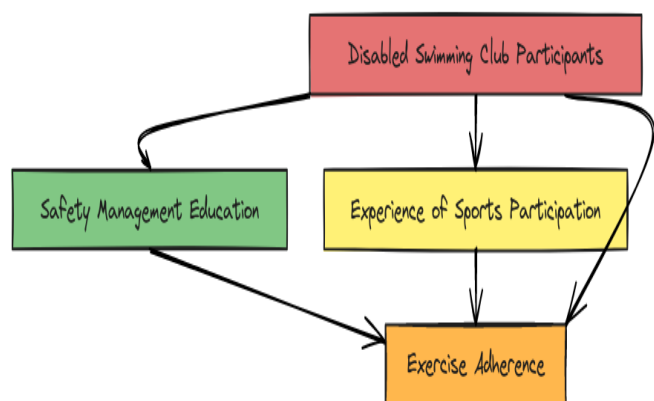 Disabled Swimming Club Participants
Safety Management Education
Experience of Sports Participation
Exercise Adherence